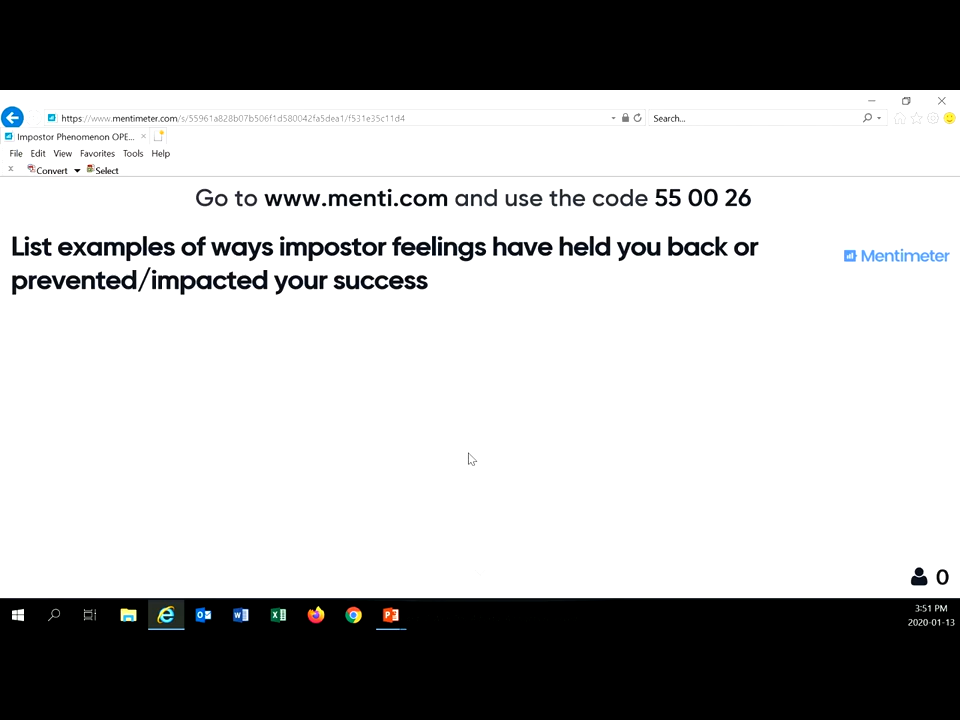 https://www.mentimeter.com/s/55961a828b07b506f1d580042fa5dea1/f531e35c11d4
Search...
Impostor Phenomenon OPE...
File Edit View Favorites Tools Help
x Convert Select
Go to www.menti.com and use the code 55 00 26
List examples of ways impostor feelings have held you back or
prevented/impacted your success
Mentimeter
0
3:51 PM
2020-01-13